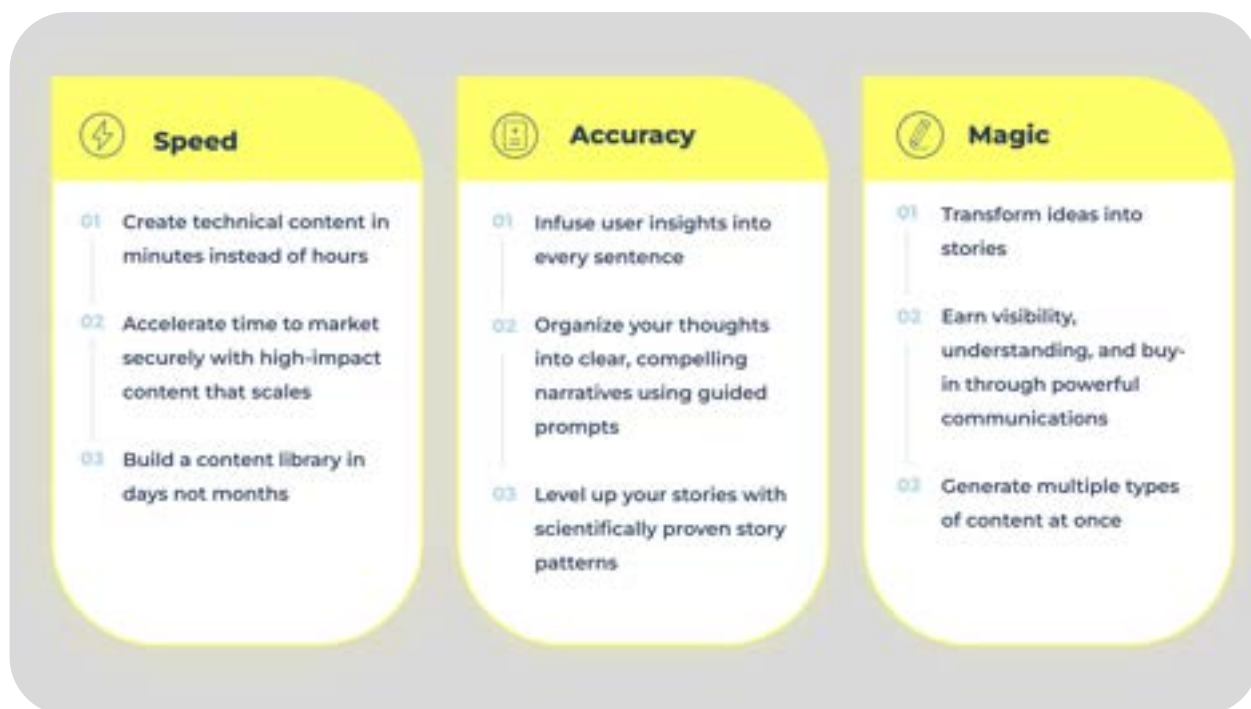 Speed
01 Create technical content in
minutes instead of hours
02 Accelerate time to market
securely with high-impact
content that scales
03 Build a content library in
days not months
Accuracy
01 Infuse user insights into
every sentence
02 Organize your thoughts
into clear, compelling
narratives using guided
prompts
03 Level up your stories with
scientifically proven story
patterns
Magic
01 Transform ideas into
stories
02 Earn visibility,
understanding, and buy-
in through powerful
communications
03 Generate multiple types
of content at once